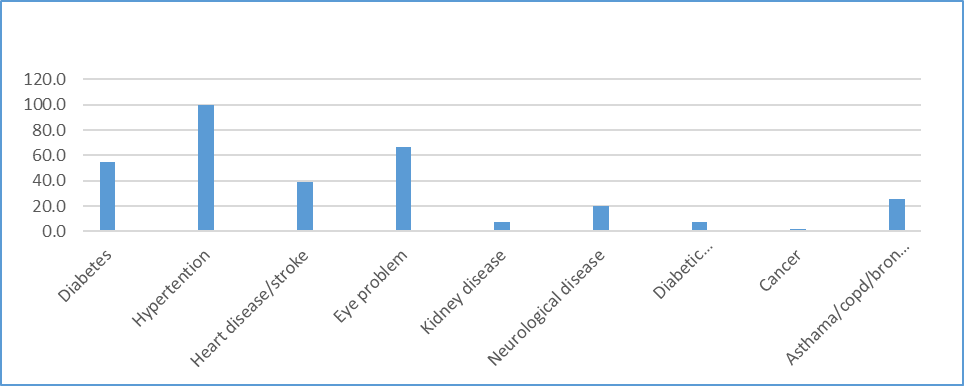 120.0
100.0
80.0
60.0
40.0
20.0
0.0
Diabetes
Hypertention
Heart disease/stroke
Eye problem
Kidney disease
Neurological disease
Diabetic...
Cancer
Asthama/copd/bron...